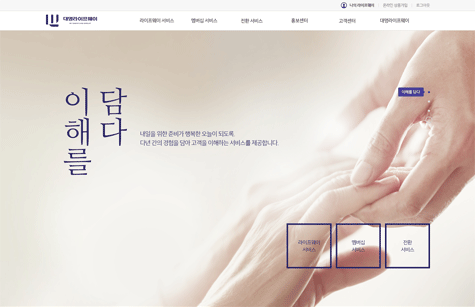 나의 라이프웨이
온라인 상품가입
로그아웃
대명라이프웨이
라이프웨이 서비스
멤버십 서비스
전환 서비스
홍보센터
고객센터
대명라이프웨이
이해를
담다
내일을 위한 준비가 행복한 오늘이 되도록,
다년 간의 경험을 담아 고객을 이해하는 서비스를 제공합니다.
이해를 담다
라이프웨이
서비스
멤버십
서비스
전환
서비스